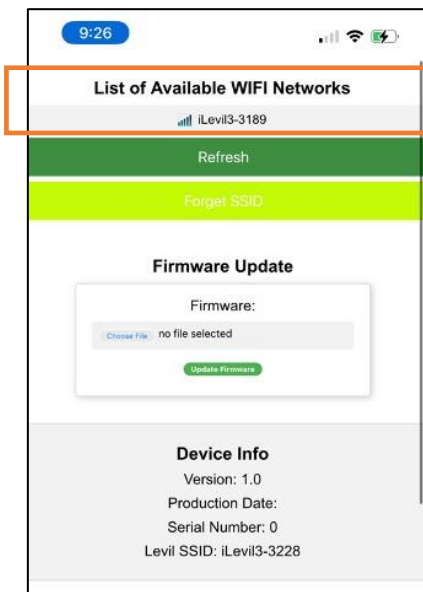 9:26
List of Available WIFI Networks
iLevil3-3189
Refresh
Forget SSID
Firmware Update
Firmware:
Choose File no file selected
Update Firmware
Device Info
Version: 1.0
Production Date:
Serial Number: 0
Levil SSID: iLevil3-3228